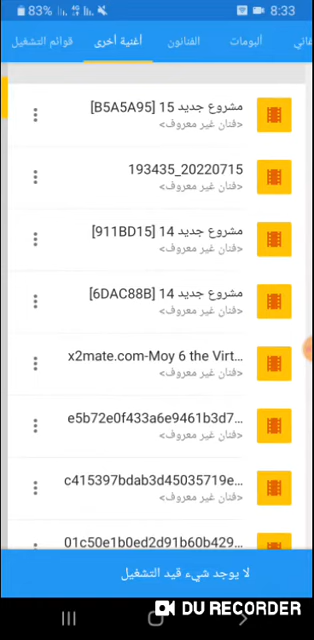 83% 8:33
قوائم التشغيل أغنية أخرى الفنانون ألبومات
مشروع جديد 15 [B5A5A95]
<فنان غير معروف>
193435_20220715
<فنان غير معروف>
مشروع جديد 14 [911BD15]
<فنان غير معروف>
مشروع جديد 14 [6DAC88B]
<فنان غير معروف>
x2mate.com-Moy 6 the Virt...
<فنان غير معروف>
e5b72e0f433a6e9461b3d7...
<فنان غير معروف>
c415397bdab3d45035719e...
<فنان غير معروف>
01c50e1b0ed2d91b60b429...
لا يوجد شيء قيد التشغيل
DU RECORDER